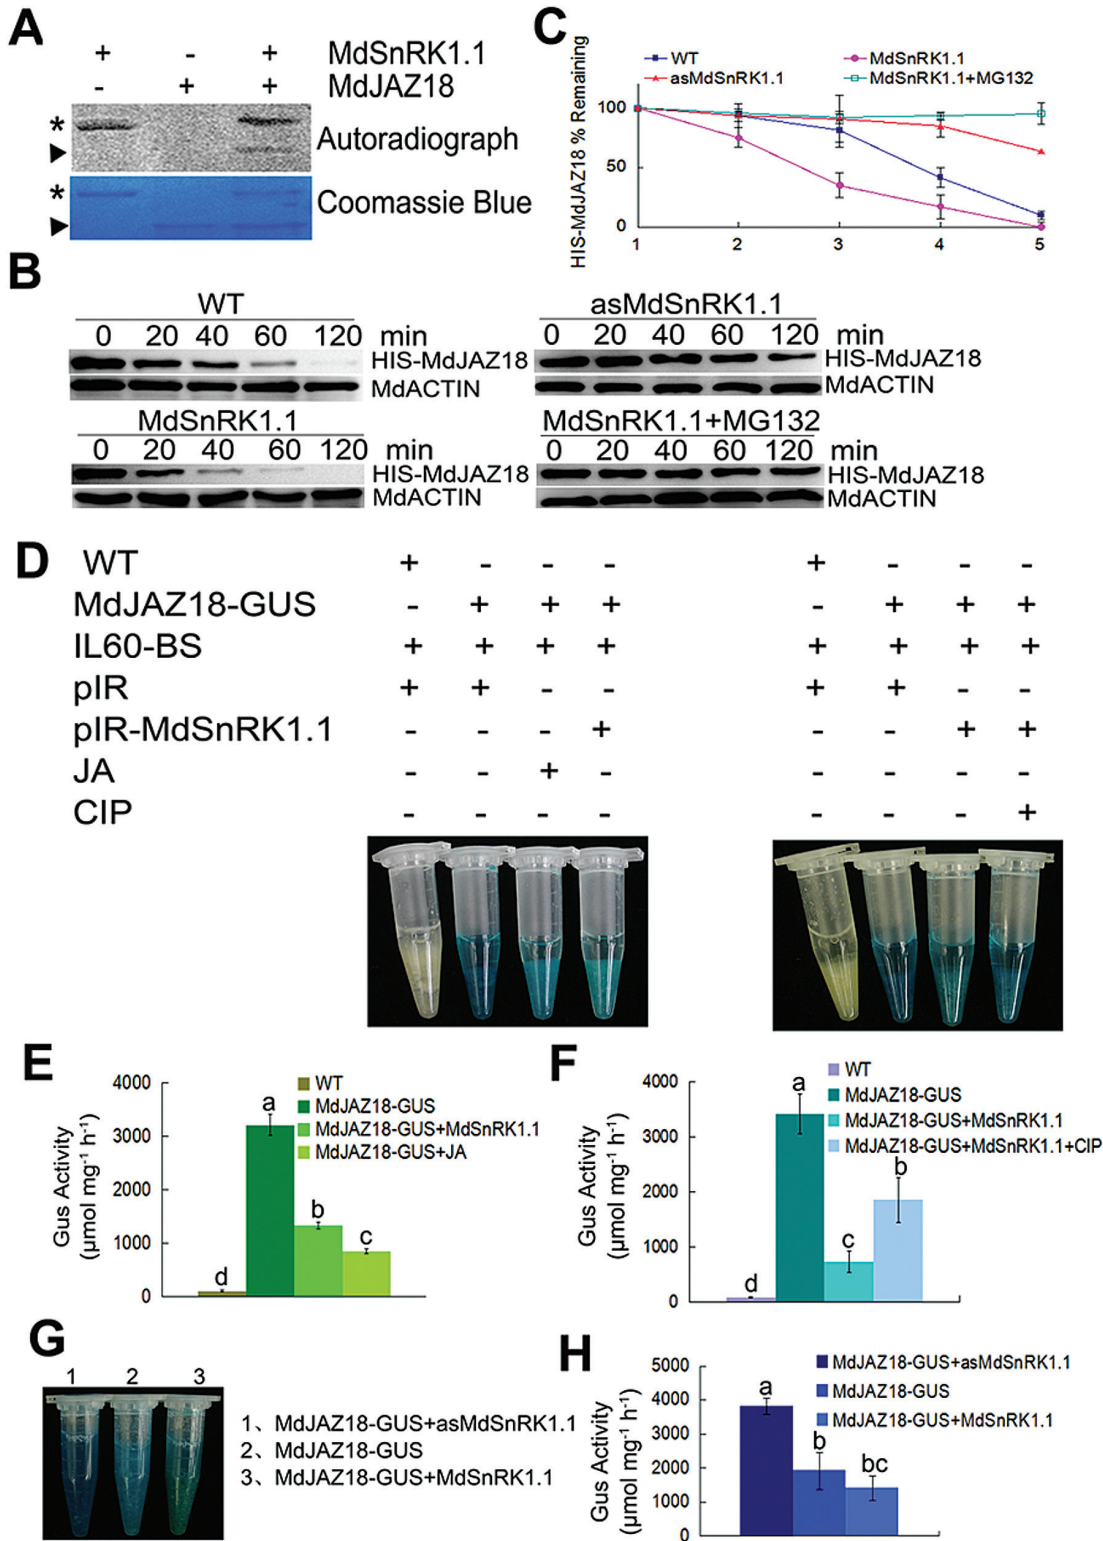 A
+ - + MdSnRK1.1
- + + MdJAZ18
* Autoradiograph
* Coomassie Blue
C
HIS-MdJAZ18 % Remaining
WT MdSnRK1.1
asMdSnRK1.1 MdSnRK1.1+MG132
100
50
0
1 2 3 4 5
B
WT
0 20 40 60 120 min
HIS-MdJAZ18
MdACTIN
asMdSnRK1.1
0 20 40 60 120 min
HIS-MdJAZ18
MdACTIN
MdSnRK1.1
0 20 40 60 120 min
HIS-MdJAZ18
MdACTIN
MdSnRK1.1+MG132
0 20 40 60 120 min
HIS-MdJAZ18
MdACTIN
D
WT + - - - + - - -
MdJAZ18-GUS - + + + - + + +
IL60-BS + + + + + + + +
pIR + + - - + + - -
pIR-MdSnRK1.1 - - - + - - + +
JA - - + - - - - -
CIP - - - - - - - +
E
Gus Activity
(µmol mg⁻¹ h⁻¹)
4000
3000
2000
1000
0
WT
MdJAZ18-GUS
MdJAZ18-GUS+MdSnRK1.1
MdJAZ18-GUS+JA
d a b c
F
Gus Activity
(µmol mg⁻¹ h⁻¹)
4000
3000
2000
1000
0
WT
MdJAZ18-GUS
MdJAZ18-GUS+MdSnRK1.1
MdJAZ18-GUS+MdSnRK1.1+CIP
d a c b
G
1 2 3
1、MdJAZ18-GUS+asMdSnRK1.1
2、MdJAZ18-GUS
3、MdJAZ18-GUS+MdSnRK1.1
H
Gus Activity
(µmol mg⁻¹ h⁻¹)
5000
4000
3000
2000
1000
0
MdJAZ18-GUS+asMdSnRK1.1
MdJAZ18-GUS
MdJAZ18-GUS+MdSnRK1.1
a b bc